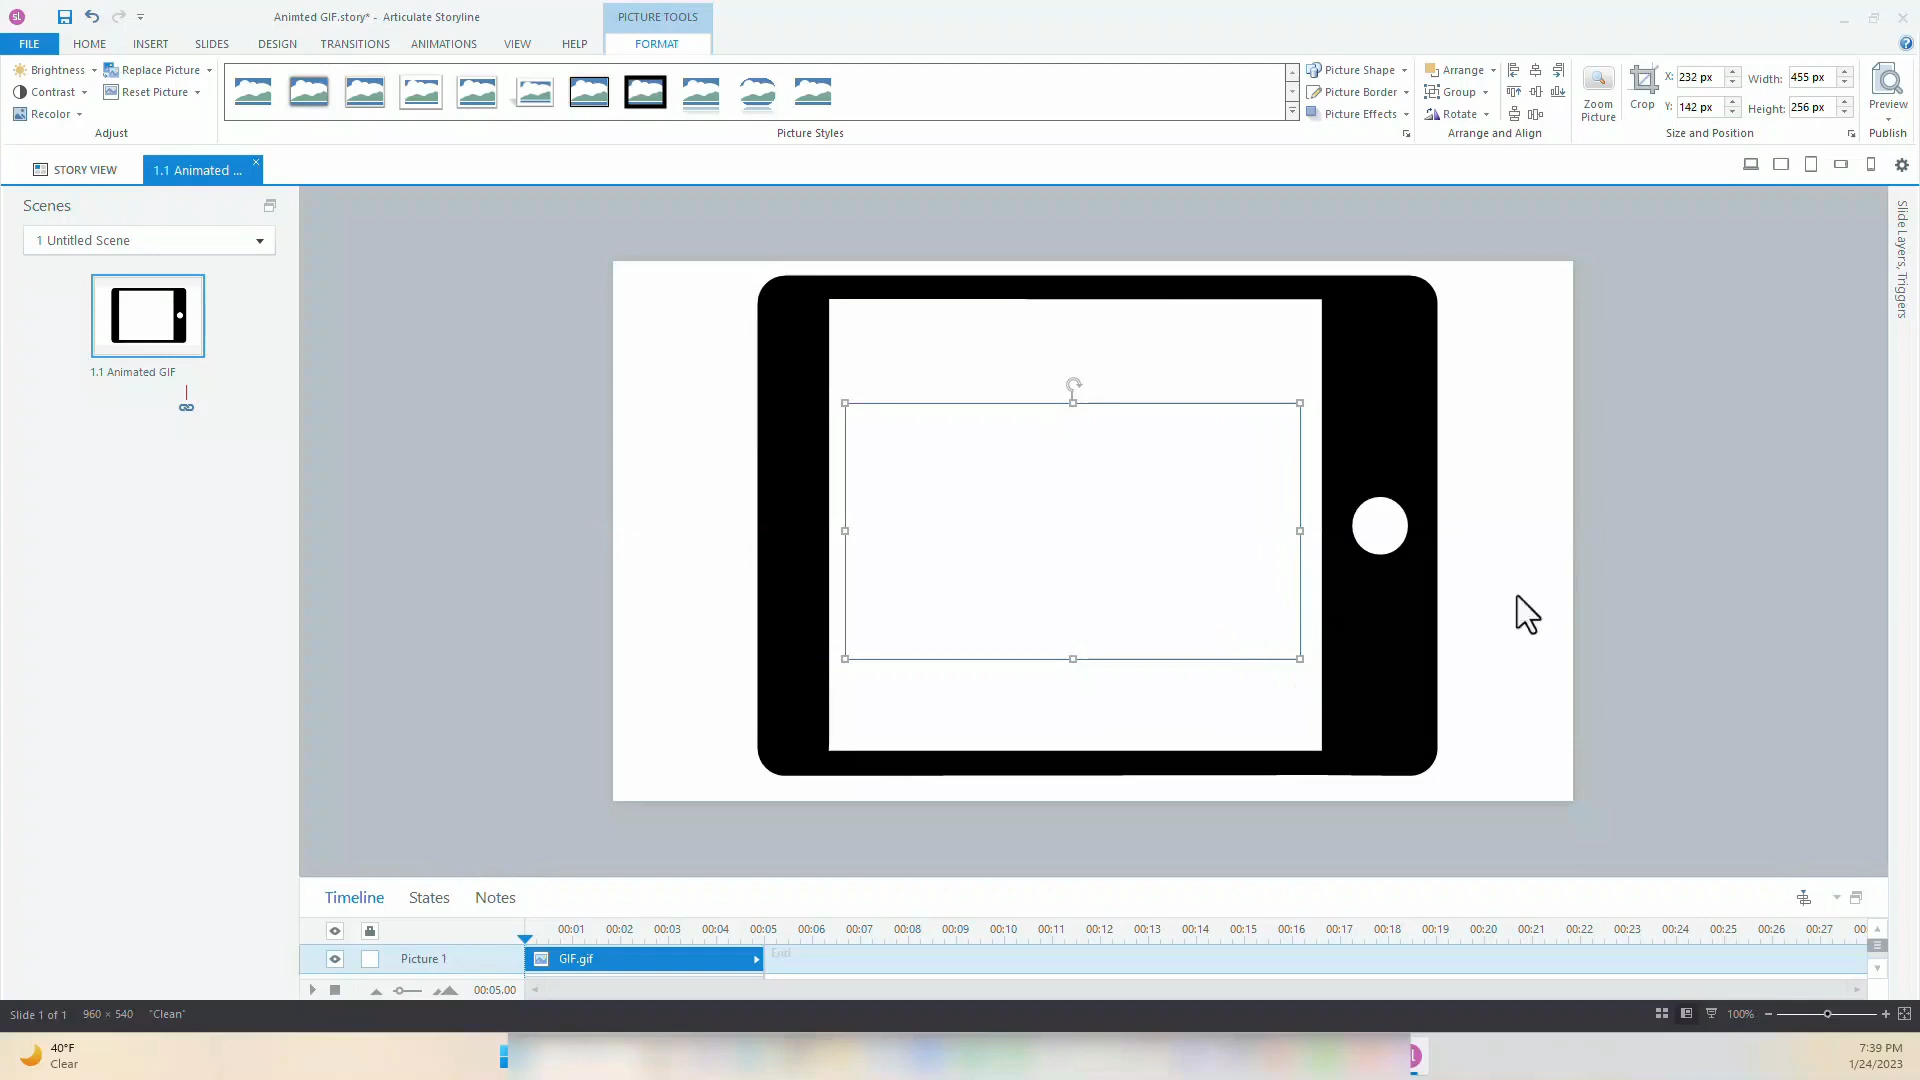 sl Animted GIF.story* - Articulate Storyline PICTURE TOOLS
FILE HOME INSERT SLIDES DESIGN TRANSITIONS ANIMATIONS VIEW HELP FORMAT
Brightness Replace Picture Picture Shape Arrange X: 232 px Width: 455 px
Contrast Reset Picture Picture Border Group Zoom Picture Crop Y: 142 px Height: 256 px Preview
Recolor Picture Effects Rotate
Adjust Picture Styles Arrange and Align Size and Position Publish
STORY VIEW 1.1 Animated ...
Scenes
1 Untitled Scene
1.1 Animated GIF
Slide Layers, Triggers
Timeline States Notes
00:01 00:02 00:03 00:04 00:05 00:06 00:07 00:08 00:09 00:10 00:11 00:12 00:13 00:14 00:15 00:16 00:17 00:18 00:19 00:20 00:21 00:22 00:23 00:24 00:25 00:26 00:27 00
Picture 1 GIF.gif End
00:05.00
Slide 1 of 1 960 × 540 "Clean" 100%
40°F 7:39 PM
Clear 1/24/2023